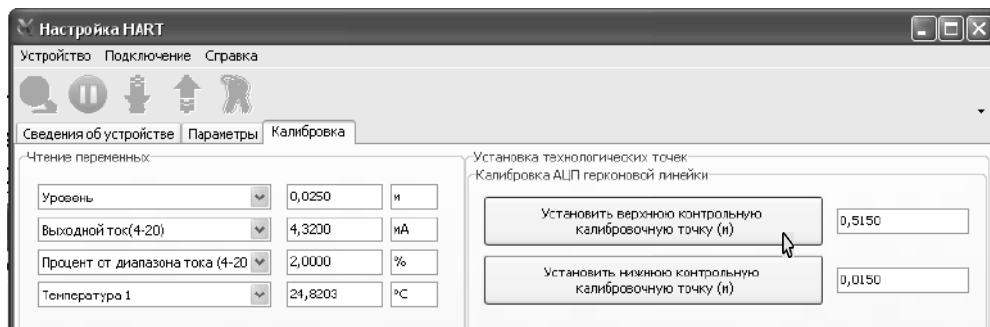 Настройка HART
Устройство Подключение Справка
Сведения об устройстве Параметры Калибровка
Чтение переменных
Уровень 0,0250 м
Выходной ток(4-20) 4,3200 мА
Процент от диапазона тока (4-20 2,0000 %
Температура 1 24,8203 °C
Установка технологических точек
Калибровка АЦП герконовой линейки
Установить верхнюю контрольную
калибровочную точку (м)
0,5150
Установить нижнюю контрольную
калибровочную точку (м)
0,0150